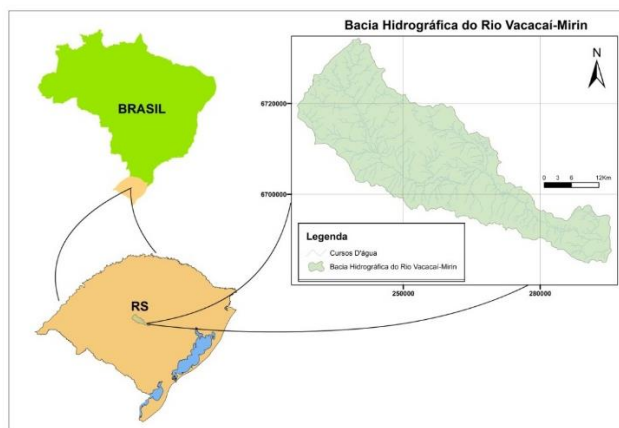 Bacia Hidrográfica do Rio Vacacaí-Mirin
N
BRASIL
6720000
0 3 6 12Km
6700000
Legenda
Cursos D'água
Bacia Hidrográfica do Rio Vacacaí-Mirin
RS
250000
280000